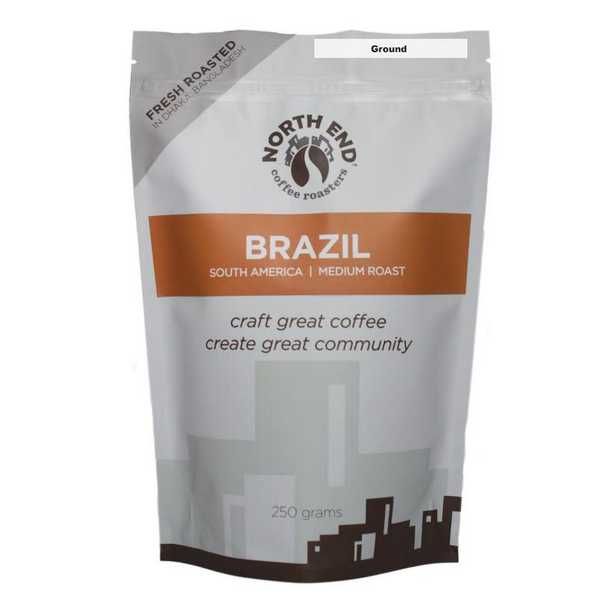 Ground
FRESH ROASTED
IN DHAKA, BANGLADESH
NORTH END
coffee roasters
BRAZIL
SOUTH AMERICA | MEDIUM ROAST
craft great coffee
create great community
250 grams